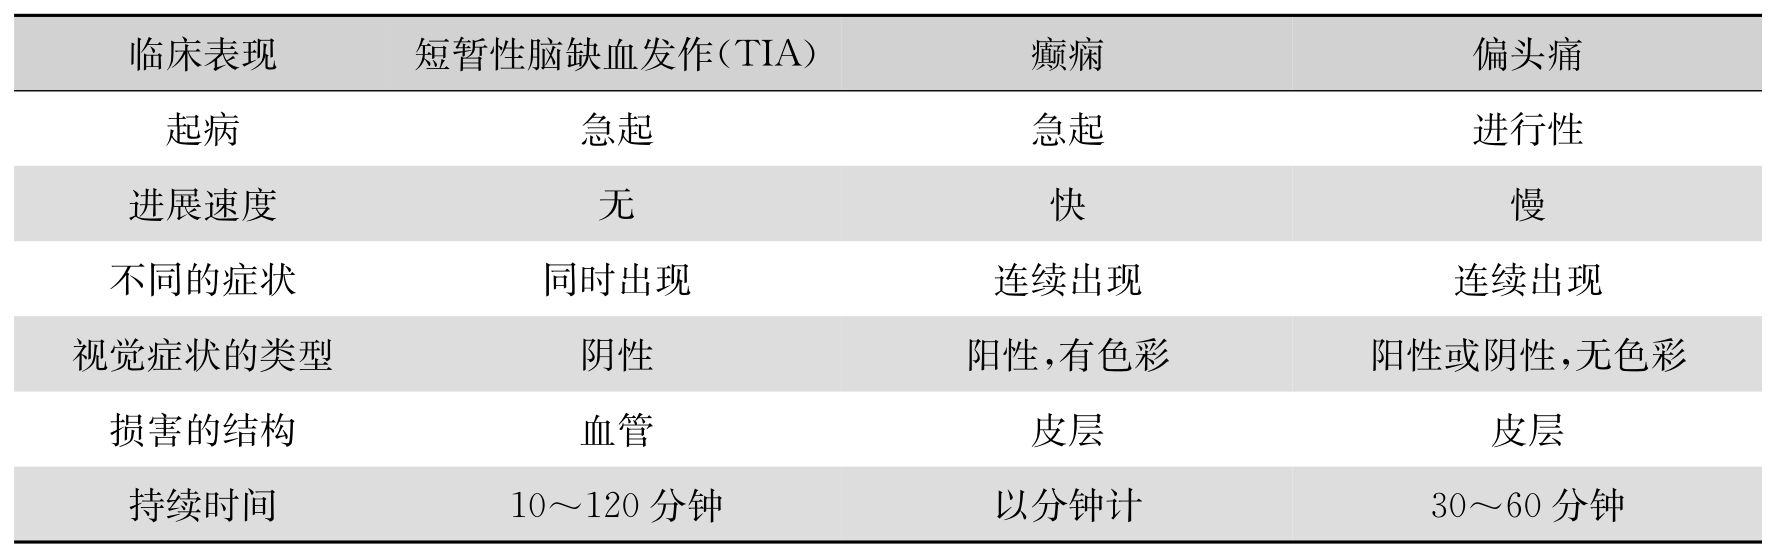 临床表现 短暂性脑缺血发作(TIA) 癫痫 偏头痛
起病 急起 急起 进行性
进展速度 无 快 慢
不同的症状 同时出现 连续出现 连续出现
视觉症状的类型 阴性 阳性,有色彩 阳性或阴性,无色彩
损害的结构 血管 皮层 皮层
持续时间 10～120分钟 以分钟计 30～60分钟